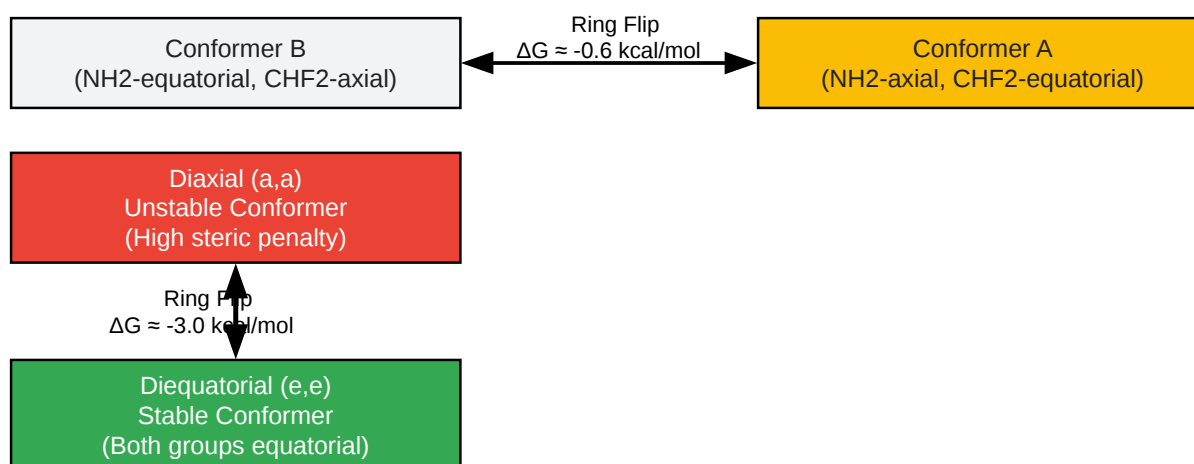 Conformer B
(NH2-equatorial, CHF2-axial)
Ring Flip
ΔG ≈ -0.6 kcal/mol
Conformer A
(NH2-axial, CHF2-equatorial)
Diaxial (a,a)
Unstable Conformer
(High steric penalty)
Ring Flip
ΔG ≈ -3.0 kcal/mol
Diequatorial (e,e)
Stable Conformer
(Both groups equatorial)